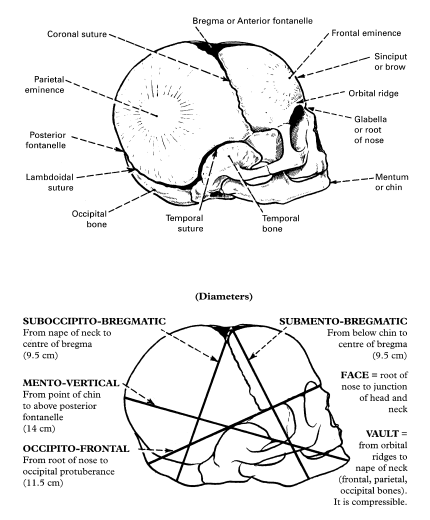 Bregma or Anterior fontanelle
Coronal suture
Frontal eminence
Sinciput
or brow
Parietal
eminence
Orbital ridge
Glabella
or root
of nose
Posterior
fontanelle
Lambdoidal
suture
Mentum
or chin
Occipital
bone
Temporal
suture
Temporal
bone
(Diameters)
SUBOCCIPITO-BREGMATIC
From nape of neck to
centre of bregma
(9.5 cm)
SUBMENTO-BREGMATIC
From below chin to
centre of bregma
(9.5 cm)
MENTO-VERTICAL
From point of chin
to above posterior
fontanelle
(14 cm)
FACE = root of
nose to junction
of head and
neck
OCCIPITO-FRONTAL
From root of nose to
occipital protuberance
(11.5 cm)
VAULT =
from orbital
ridges to
nape of neck
(frontal, parietal,
occipital bones).
It is compressible.